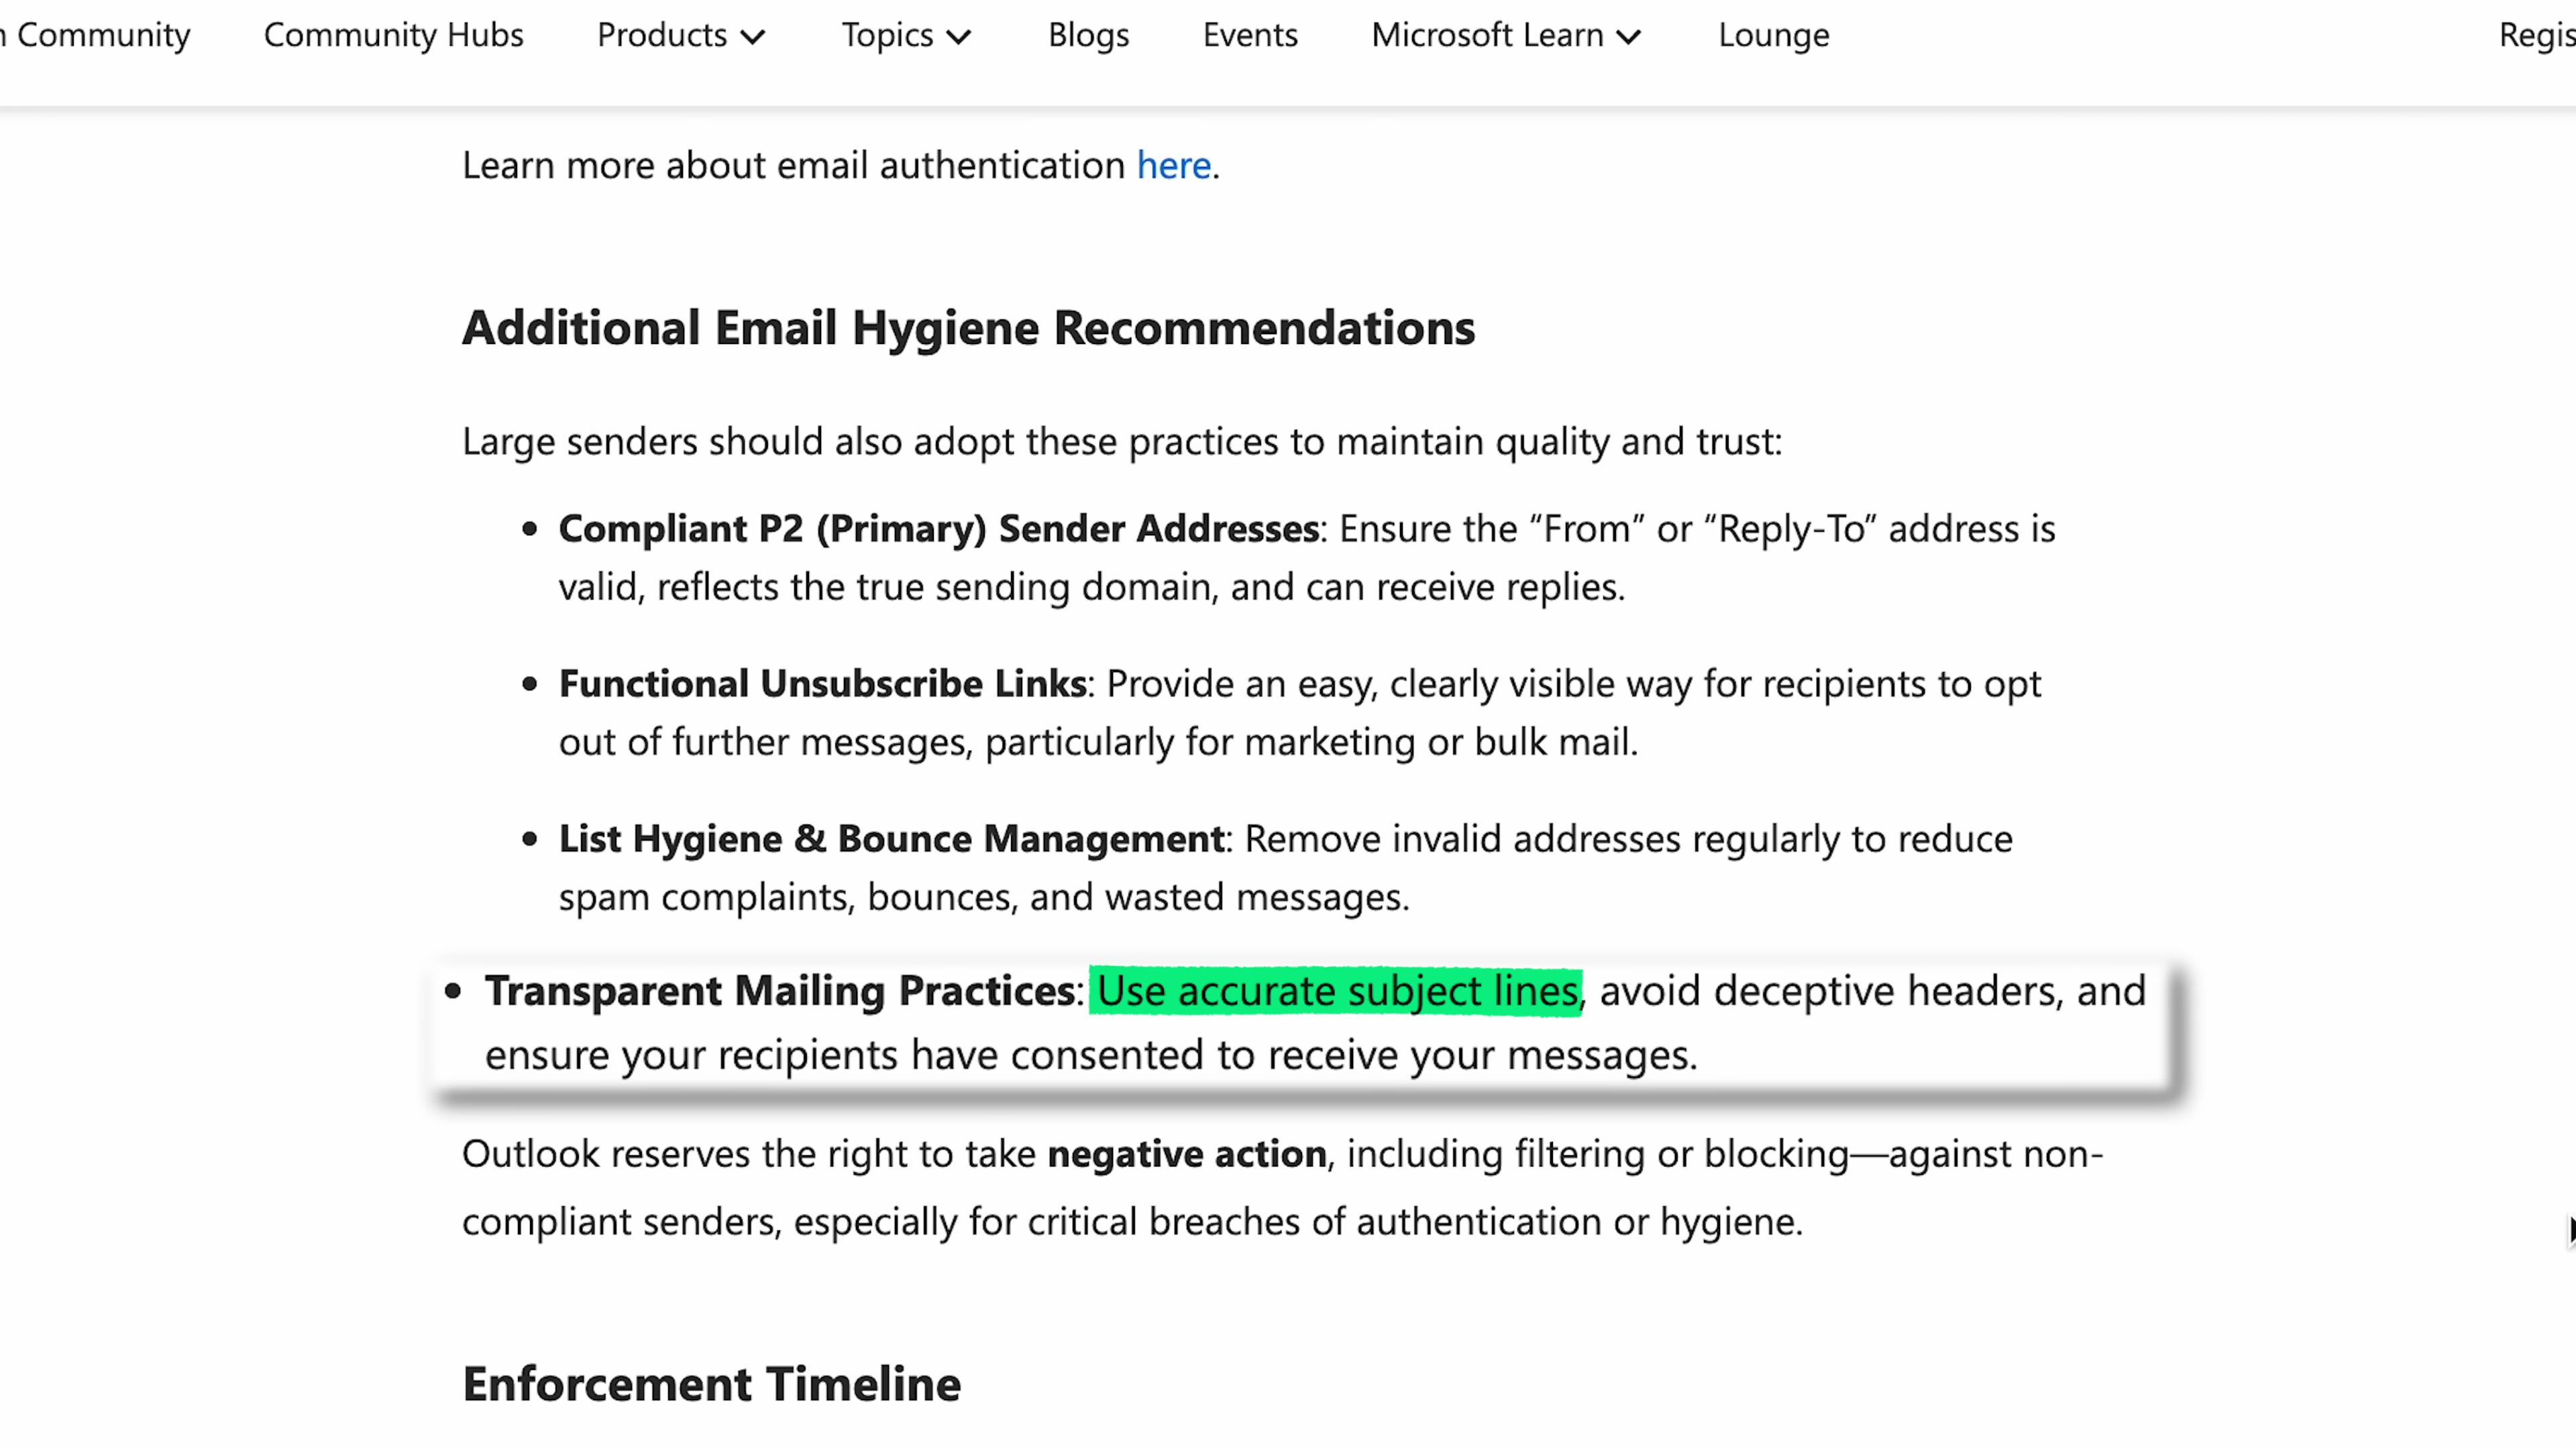 Community Community Hubs Products Topics Blogs Events Microsoft Learn Lounge
Learn more about email authentication here.
Additional Email Hygiene Recommendations
Large senders should also adopt these practices to maintain quality and trust:
• Compliant P2 (Primary) Sender Addresses: Ensure the “From” or “Reply-To” address is
valid, reflects the true sending domain, and can receive replies.
• Functional Unsubscribe Links: Provide an easy, clearly visible way for recipients to opt
out of further messages, particularly for marketing or bulk mail.
• List Hygiene & Bounce Management: Remove invalid addresses regularly to reduce
spam complaints, bounces, and wasted messages.
• Transparent Mailing Practices: Use accurate subject lines, avoid deceptive headers, and
ensure your recipients have consented to receive your messages.
Outlook reserves the right to take negative action, including filtering or blocking—against non-
compliant senders, especially for critical breaches of authentication or hygiene.
Enforcement Timeline